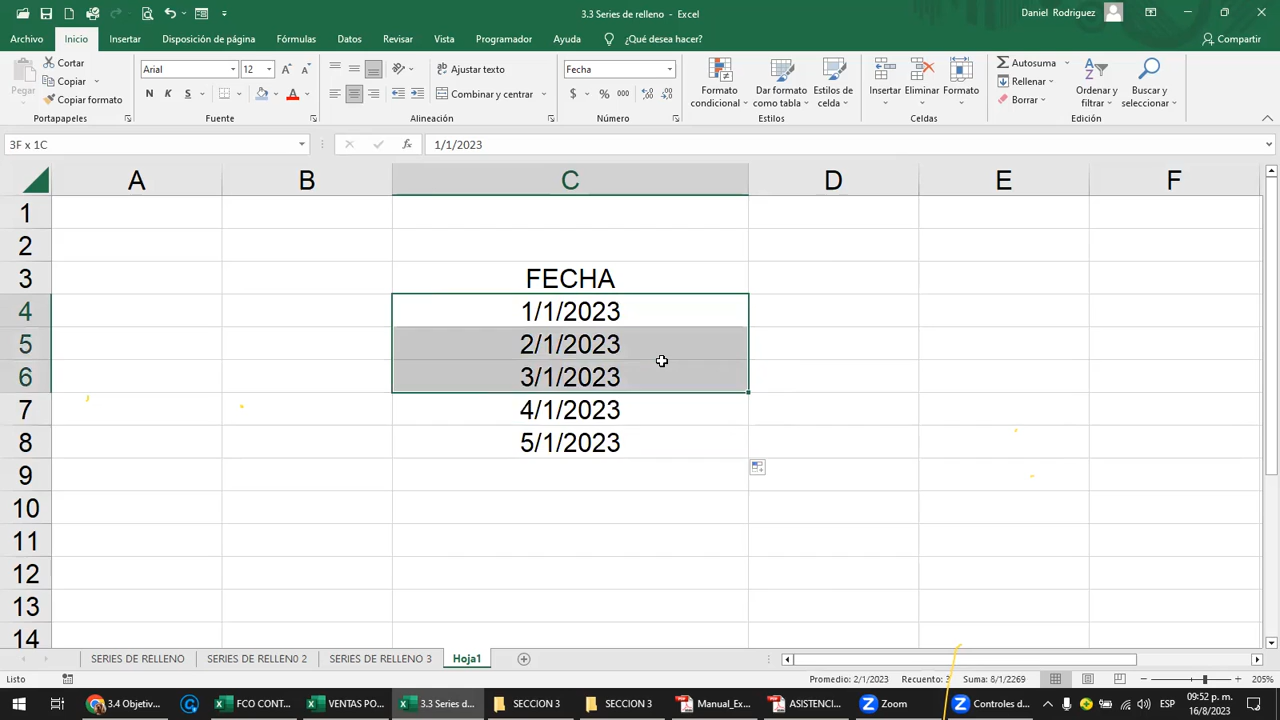 3.3 Series de relleno - Excel
Daniel Rodriguez
Archivo Inicio Insertar Disposición de página Fórmulas Datos Revisar Vista Programador Ayuda ¿Qué desea hacer? Compartir
Pegar
Cortar
Copiar
Copiar formato
Portapapeles
Arial 12
N K S
Fuente
Ajustar texto
Combinar y centrar
Alineación
Fecha
$ % 000
Número
Formato condicional
Dar formato como tabla
Estilos de celda
Estilos
Insertar Eliminar Formato
Celdas
Autosuma
Rellenar
Borrar
Ordenar y filtrar
Buscar y seleccionar
Edición
3F x 1C
fx 1/1/2023
A B C D E F
1
2
3 FECHA
4 1/1/2023
5 2/1/2023
6 3/1/2023
7 4/1/2023
8 5/1/2023
9
10
11
12
13
14
SERIES DE RELLENO SERIES DE RELLEN0 2 SERIES DE RELLENO 3 Hoja1
Listo Promedio: 2/1/2023 Recuento: 3 Suma: 8/1/2269 205%
3.4 Objetiv... FCCONT... VENTAS PO... 3.3 Series d... SECCION 3 SECCION 3 Manual_Ex... ASISTENCI... Zoom Controles d... ESP 09:52 p. m.
16/8/2023